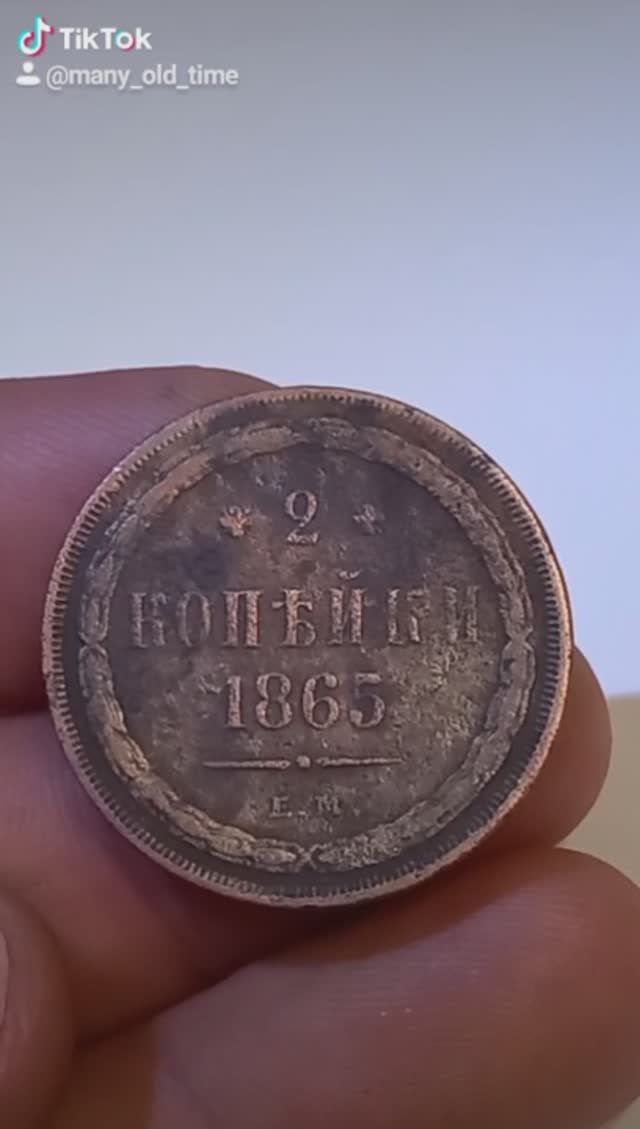 TikTok
@many_old_time
2
КОПѢЙКИ
1865
Е.М.